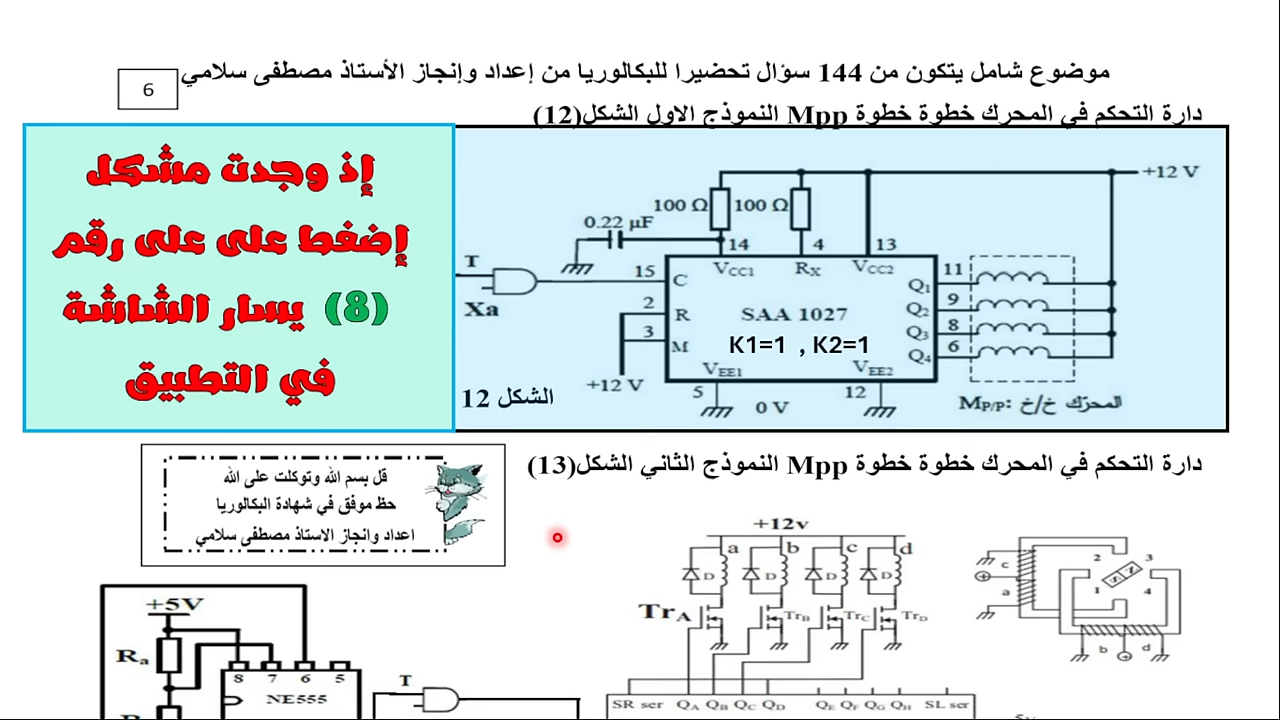 موضوع شامل يتكون من 144 سؤال تحضيرا للبكالوريا من إعداد وإنجاز الأستاذ مصطفى سلامي
6
دارة التحكم في المحرك خطوة خطوة Mpp النموذج الاول الشكل(12)
إذ وجدت مشكل
إضغط على على رقم
(8) يسار الشاشة
في التطبيق
+12 V
100 Ω
100 Ω
0.22 µF
14
4
13
T
Xa
15
C
VCC1
RX
VCC2
11
Q1
2
R
9
Q2
SAA 1027
3
M
8
Q3
K1=1 , K2=1
6
Q4
VEE1
VEE2
+12 V
5
0 V
12
المحرّك خ/خ :MP/P
الشكل 12
دارة التحكم في المحرك خطوة خطوة Mpp النموذج الثاني الشكل(13)
قل بسم الله وتوكلت على الله
حظ موفق في شهادة البكالوريا
اعداد وانجاز الاستاذ مصطفى سلامي
+12v
a b c d
D D D D
TrA TrB TrC TrD
SR ser QA QB QC QD QE QF QG QH SL ser
2 3
1 4
c
a
b d
+5V
Ra
8 7 6 5
NE555
T